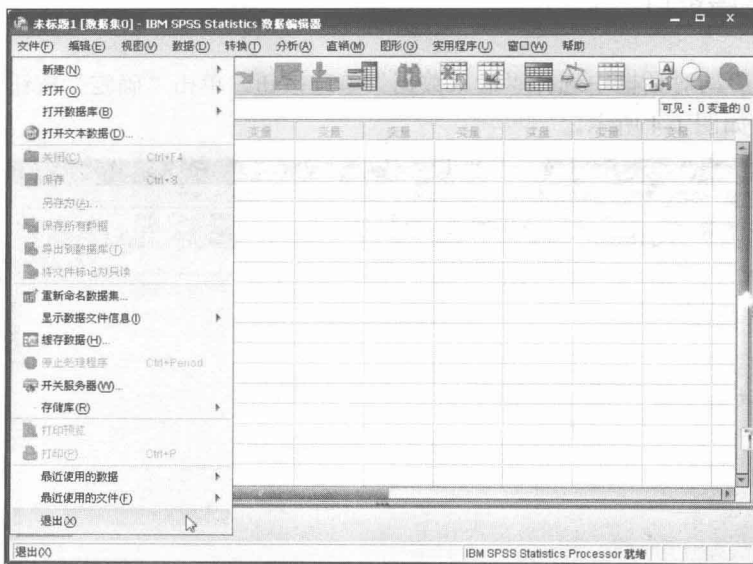 未标题1 [数据集0] - IBM SPSS Statistics 数据编辑器
文件(F) 编辑(E) 视图(V) 数据(D) 转换(T) 分析(A) 直销(M) 图形(G) 实用程序(U) 窗口(W) 帮助
新建(N)
打开(O)
打开数据库(B)
打开文本数据(D)...
关闭(C) Ctrl+F4
保存 Ctrl+S
另存为(A)...
保存所有数据
导出到数据库(T)
将文件标记为只读
重新命名数据集...
显示数据文件信息(I)
缓存数据(H)...
停止处理程序 Ctrl+Period
开关服务器(W)...
存储库(R)
打印预览
打印(P)... Ctrl+P
最近使用的数据
最近使用的文件(F)
退出(X)
可见：0 变量的 0
变量 变量 变量 变量 变量 变量 变量
退出(X)
IBM SPSS Statistics Processor 就绪